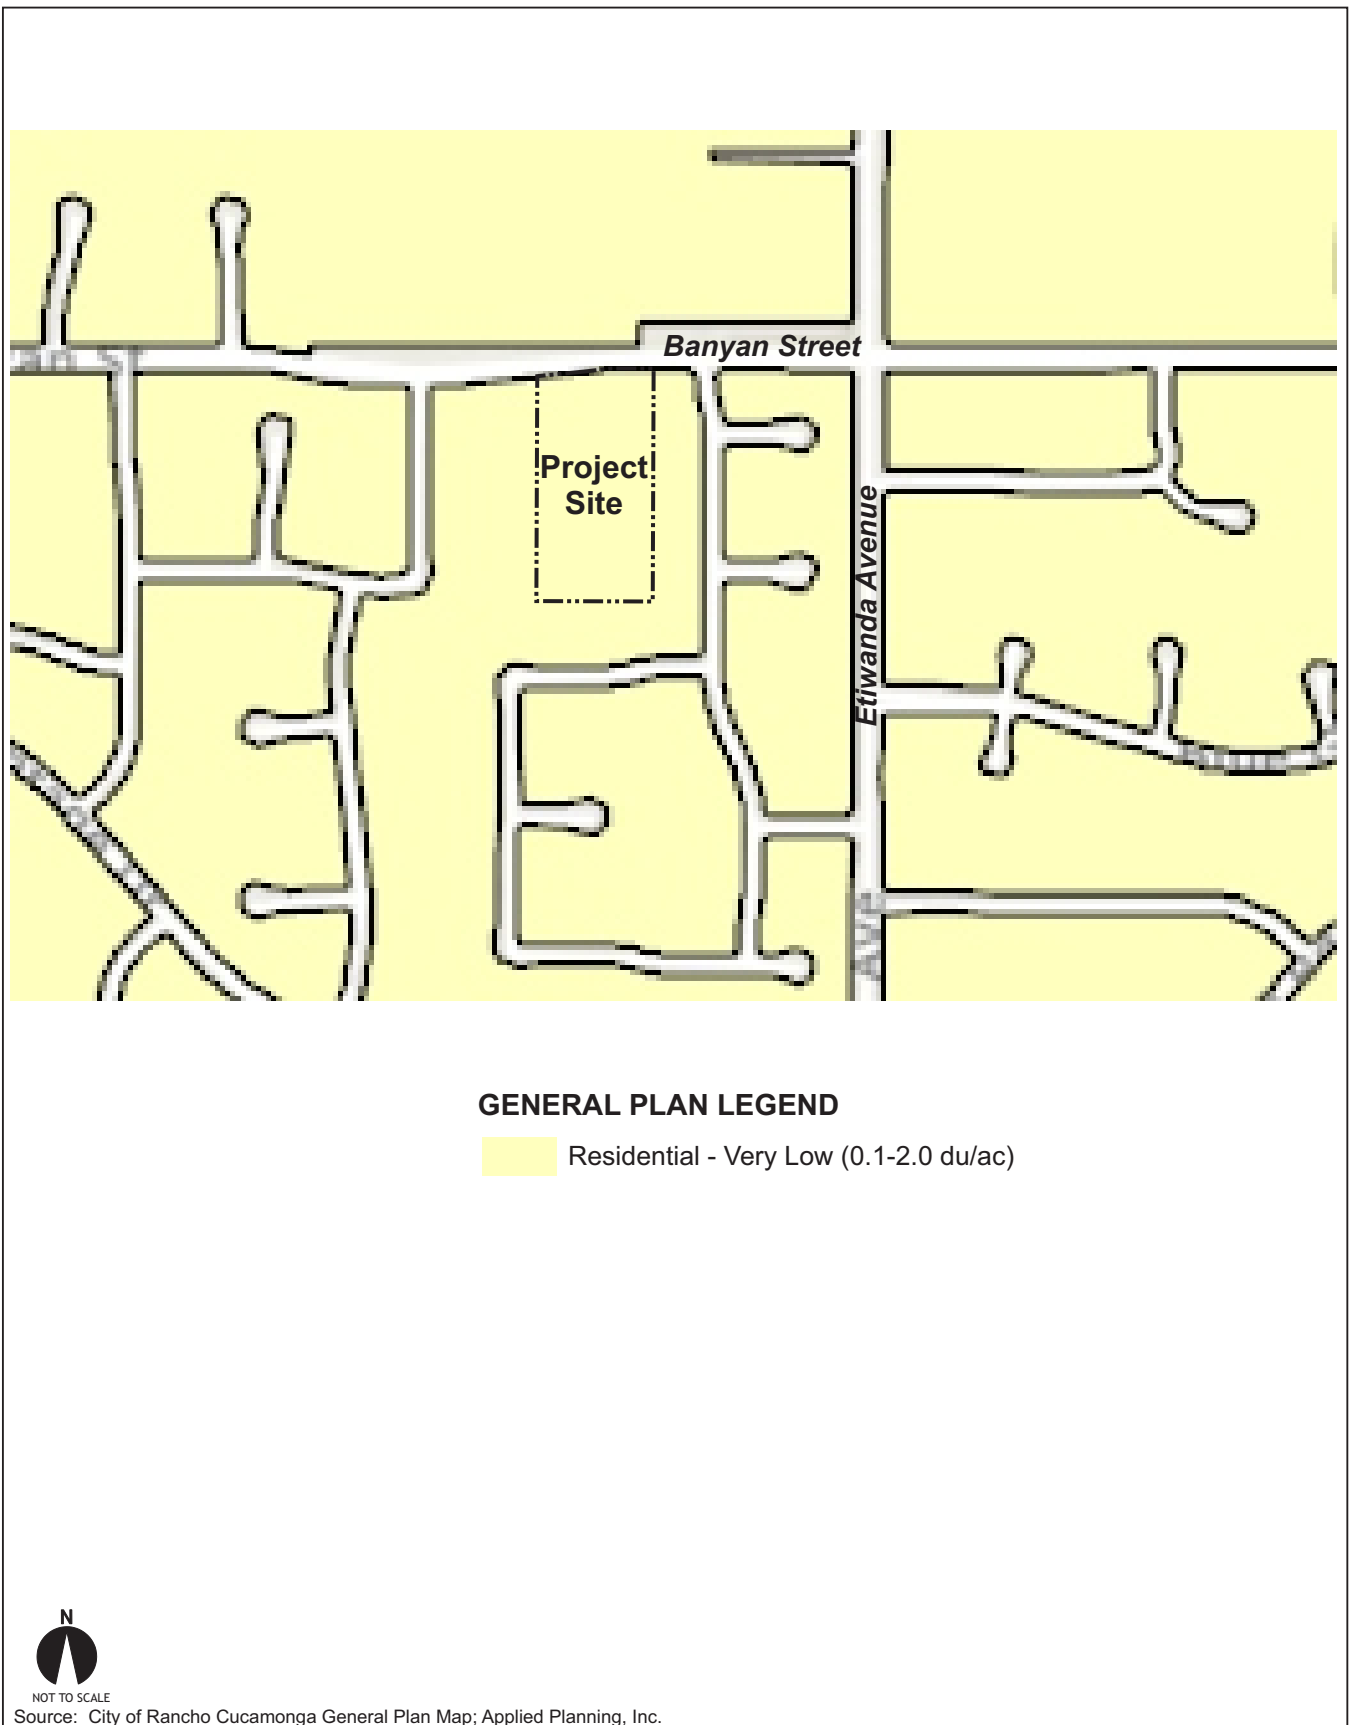 Banyan Street
Project
Site
Etiwanda Avenue
Ave
GENERAL PLAN LEGEND
Residential - Very Low (0.1-2.0 du/ac)
N
NOT TO SCALE
Source: City of Rancho Cucamonga General Plan Map; Applied Planning, Inc.